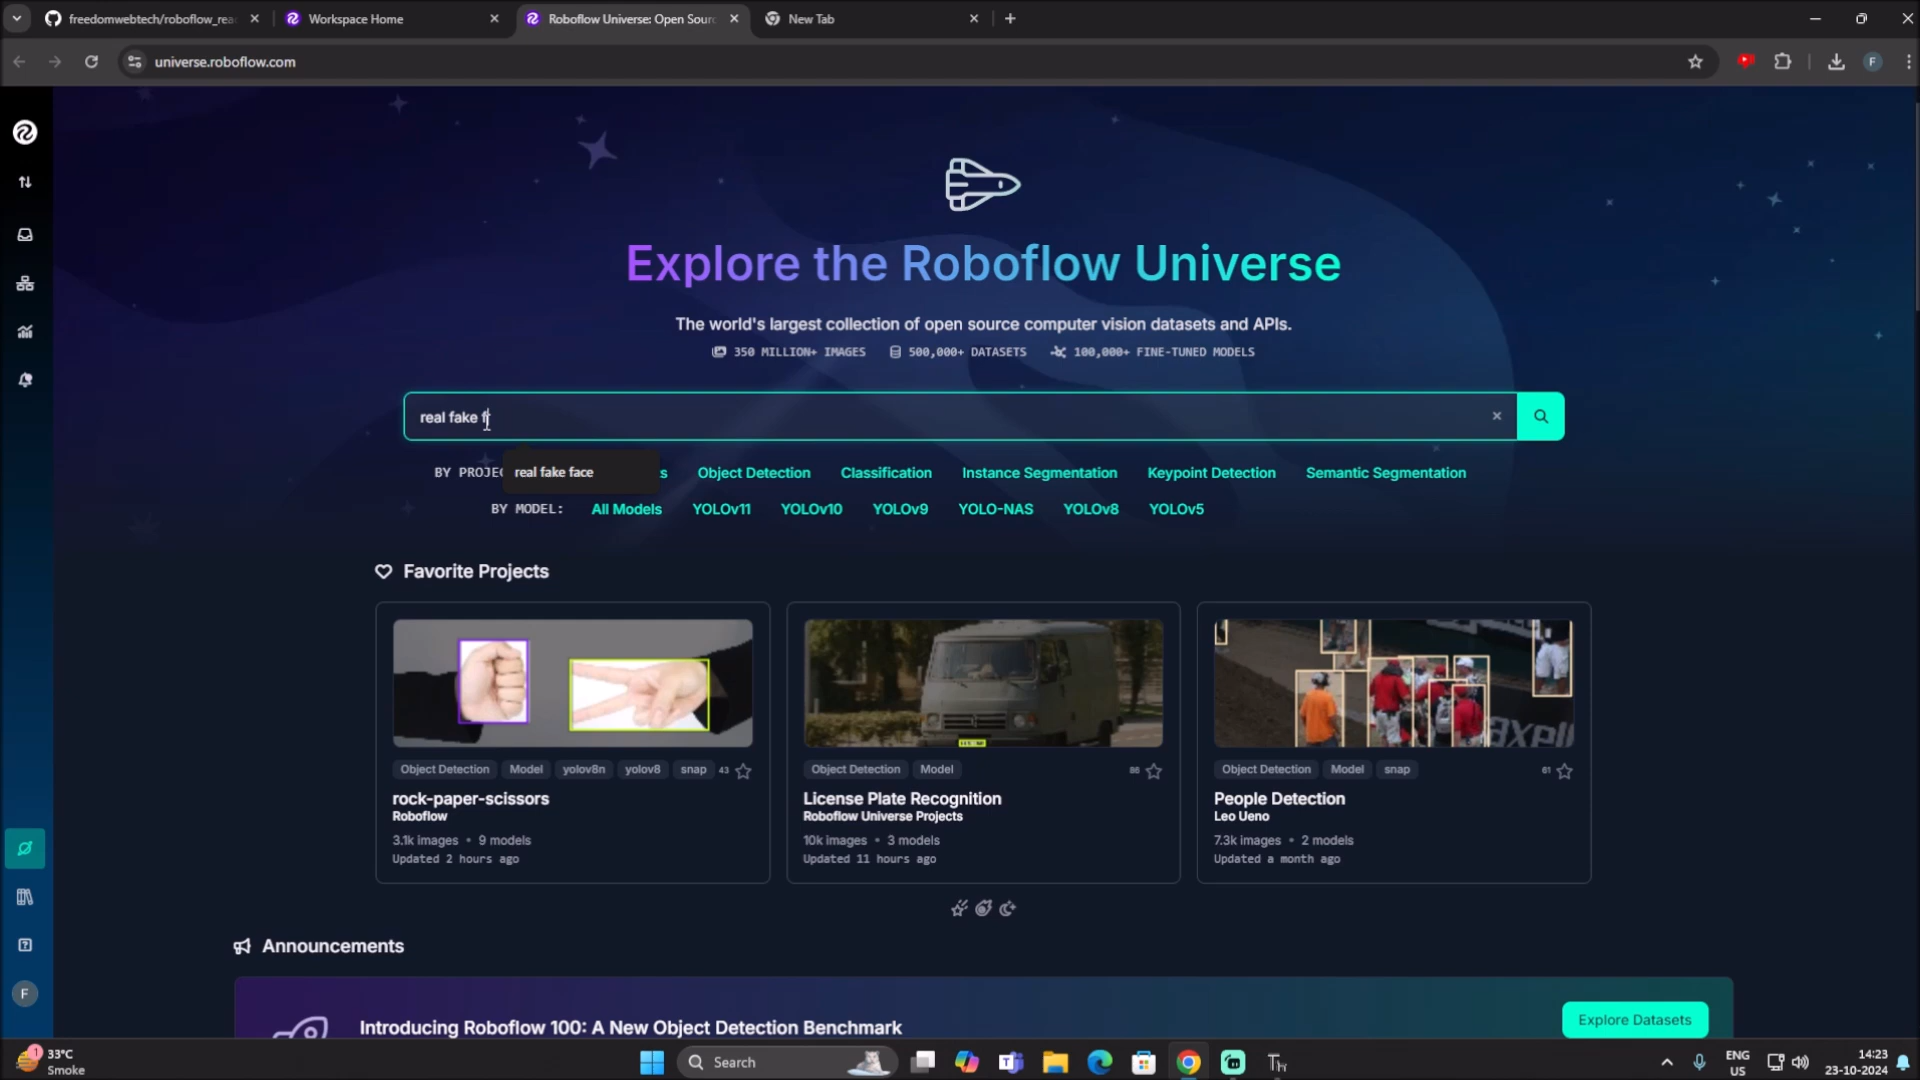 freedomwebtech/roboflow_rea
Workspace Home
Roboflow Universe: Open Sourc
New Tab
universe.roboflow.com
F
Explore the Roboflow Universe
The world's largest collection of open source computer vision datasets and APIs.
350 MILLION+ IMAGES 500,000+ DATASETS 100,000+ FINE-TUNED MODELS
real fake f
BY PROJEC real fake face s Object Detection Classification Instance Segmentation Keypoint Detection Semantic Segmentation
BY MODEL: All Models YOLOv11 YOLOv10 YOLOv9 YOLO-NAS YOLOv8 YOLOv5
Favorite Projects
axell
Object Detection Model yolov8n yolov8 snap 43
rock-paper-scissors
Roboflow
3.1k images • 9 models
Updated 2 hours ago
Object Detection Model
License Plate Recognition
Roboflow Universe Projects
10k images • 3 models
Updated 11 hours ago
Object Detection Model snap 61
People Detection
Leo Ueno
7.3k images • 2 models
Updated a month ago
Announcements
Introducing Roboflow 100: A New Object Detection Benchmark
Explore Datasets
F
1
33°C
Smoke
Search
ENG
US
14:23
23-10-2024